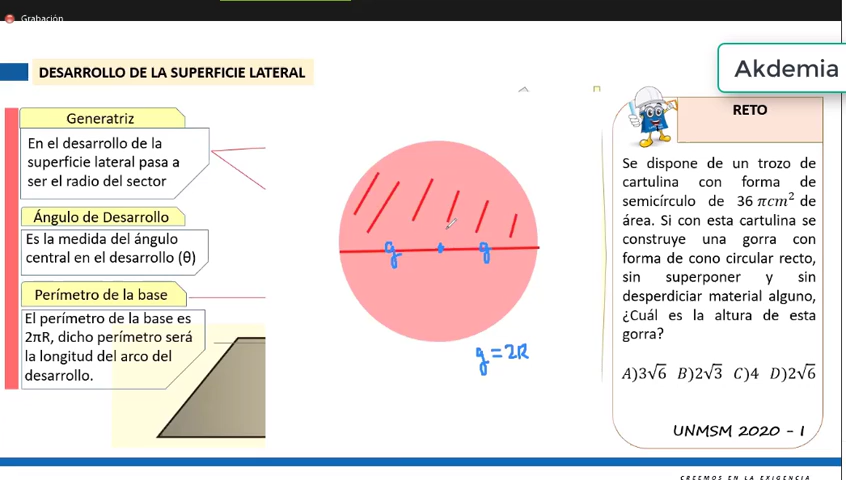 Grabación
DESARROLLO DE LA SUPERFICIE LATERAL
Akdemia
Generatriz
En el desarrollo de la
superficie lateral pasa a
ser el radio del sector
Ángulo de Desarrollo
Es la medida del ángulo
central en el desarrollo (θ)
Perímetro de la base
El perímetro de la base es
2πR, dicho perímetro será
la longitud del arco del
desarrollo.
g g
g = 2R
RETO
Se dispone de un trozo de
cartulina con forma de
semicírculo de 36 πcm² de
área. Si con esta cartulina se
construye una gorra con
forma de cono circular recto,
sin superponer y sin
desperdiciar material alguno,
¿Cuál es la altura de esta
gorra?
A)3√6 B)2√3 C)4 D)2√6
UNMSM 2020 - I
CREEMOS EN LA EXIGENCIA